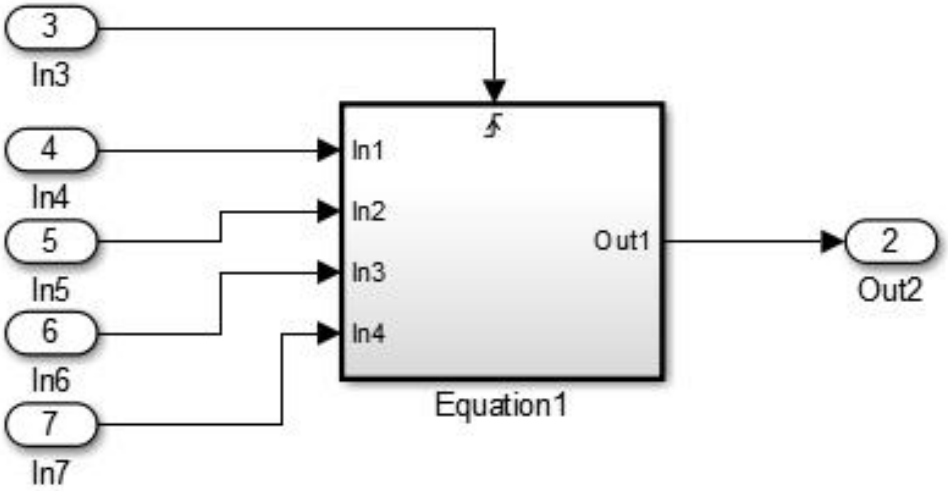 3
In3
4
In4
5
In5
6
In6
7
In7
In1
In2
In3
In4
Out1
Equation1
2
Out2